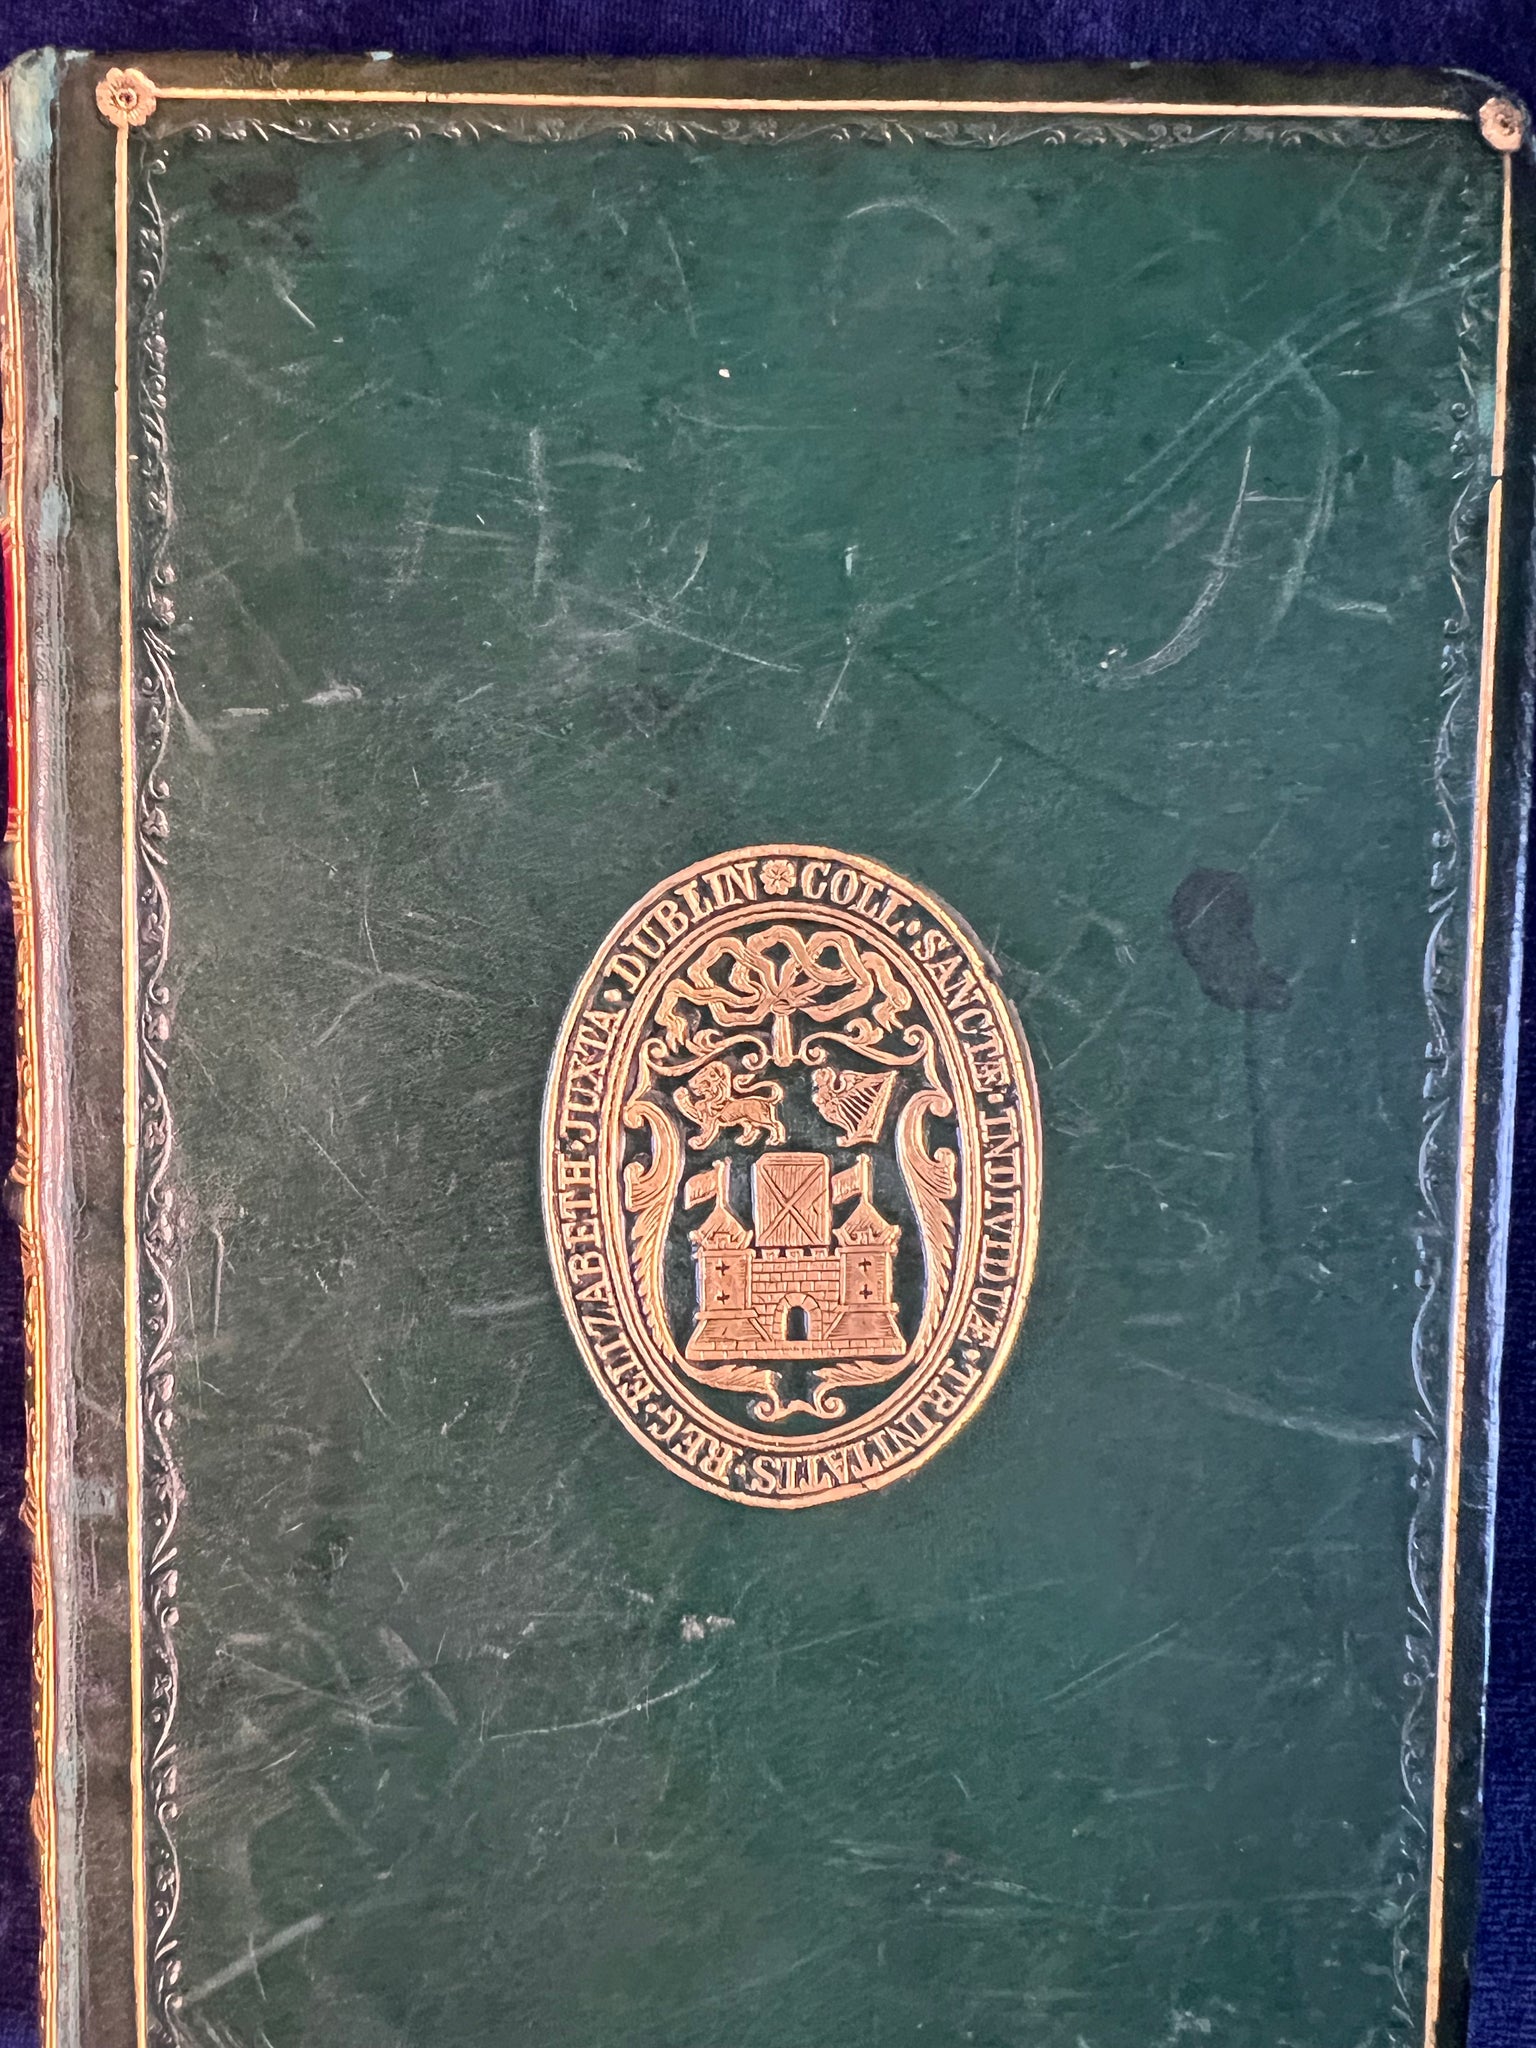 COLL · SANCTÆ · INDIVIDUÆ · TRINITATIS · REG · ELIZABETH · JUXTA · DUBLIN